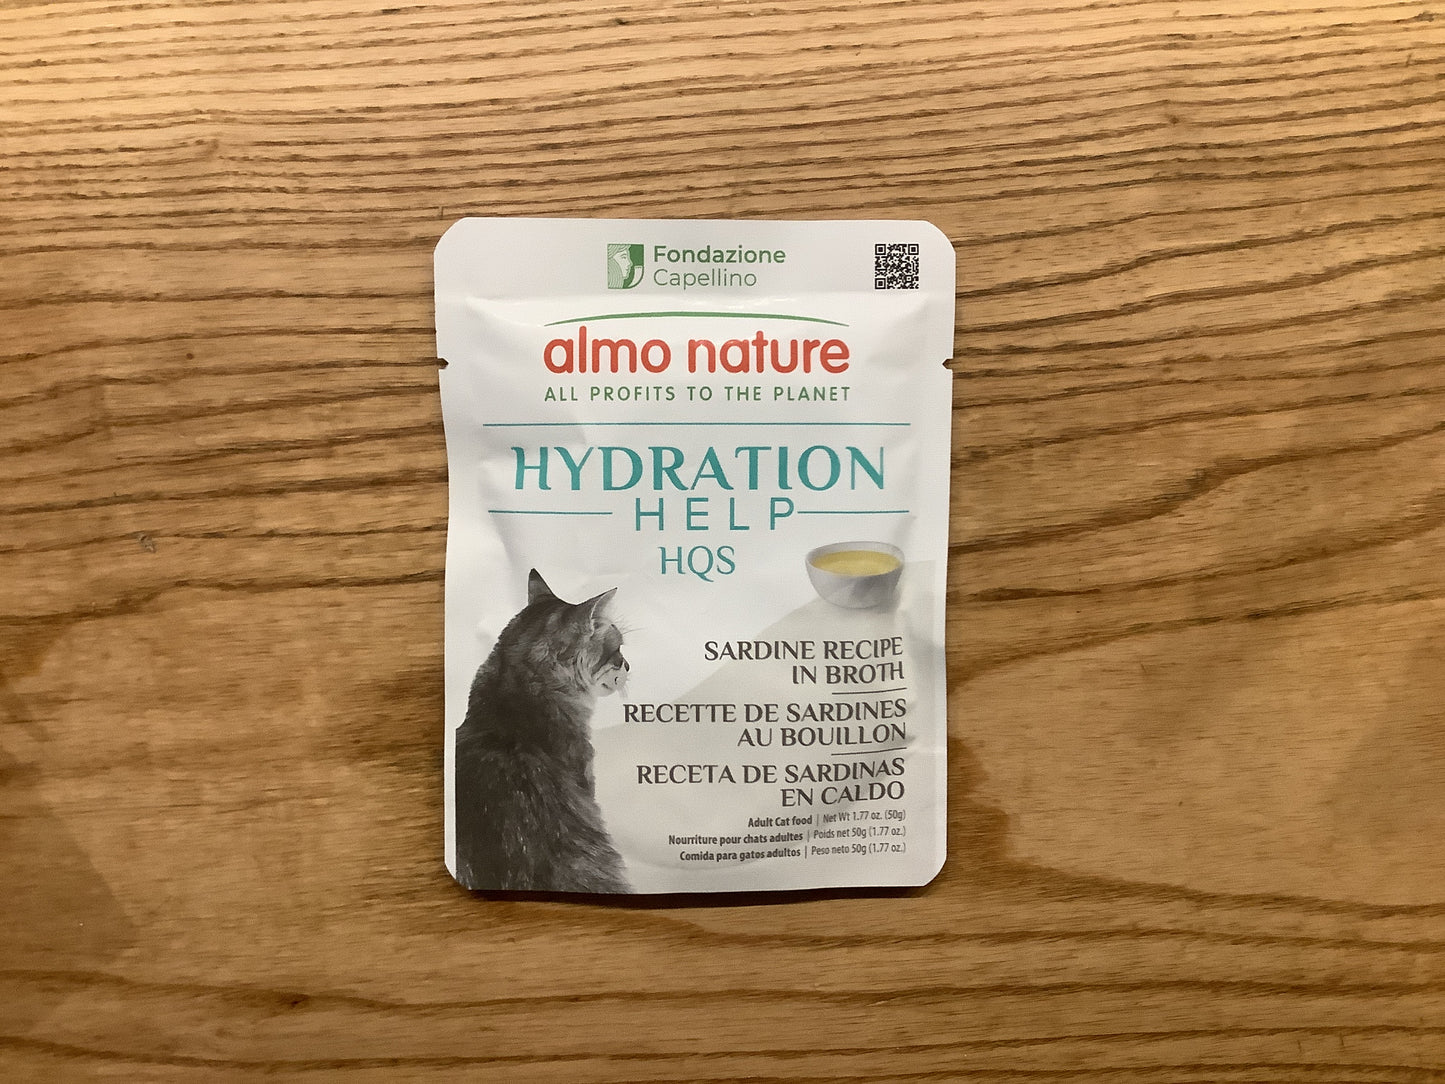 Fondazione
Capellino
almo nature
ALL PROFITS TO THE PLANET
HYDRATION
HELP
HQS
SARDINE RECIPE
IN BROTH
RECETTE DE SARDINES
AU BOUILLON
RECETA DE SARDINAS
EN CALDO
Adult Cat food | Net Wt 1.77 oz. (50g)
Nourriture pour chats adultes | Poids net 50g (1.77 oz.)
Comida para gatos adultos | Peso neto 50g (1.77 oz.)